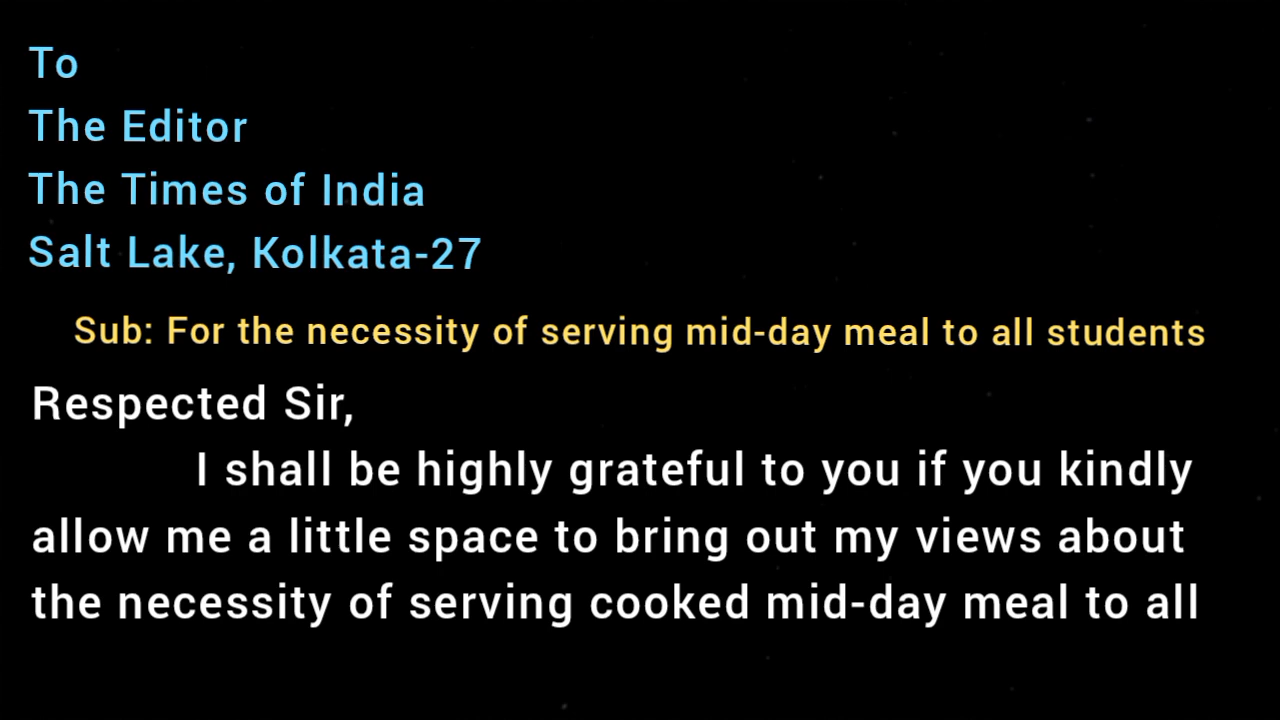 To
The Editor
The Times of India
Salt Lake, Kolkata-27
Sub: For the necessity of serving mid-day meal to all students
Respected Sir,
I shall be highly grateful to you if you kindly
allow me a little space to bring out my views about
the necessity of serving cooked mid-day meal to all